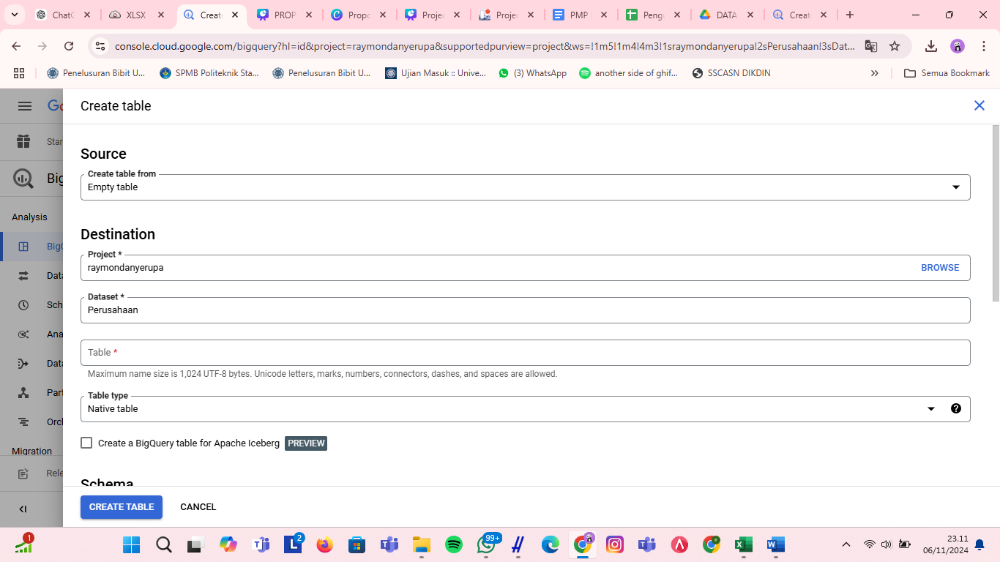 ChatG
XLSX
Creat
PROP
Propo
Projec
Projec
PMP
Peng
DATA
Creat
console.cloud.google.com/bigquery?hl=id&project=raymondanyerupa&supportedpurview=project&ws=!1m5!1m4!4m3!1sraymondanyerupa!2sPerusahaan!3sDat...
Penelusuran Bibit U...
SPMB Politeknik Sta...
Penelusuran Bibit U...
Ujian Masuk :: Unive...
(3) WhatsApp
another side of ghif...
SSCASN DIKDIN
Semua Bookmark
Go
Create table
Star
Source
Big
Create table from
Empty table
Analysis
Destination
BigQ
Project *
raymondanyerupa
BROWSE
Data
Dataset *
Sch
Perusahaan
Ana
Table *
Data
Maximum name size is 1,024 UTF-8 bytes. Unicode letters, marks, numbers, connectors, dashes, and spaces are allowed.
Part
Table type
Native table
Orch
Create a BigQuery table for Apache Iceberg
PREVIEW
Migration
Rele
Schema
CREATE TABLE
CANCEL
1
2
99+
23.11
06/11/2024